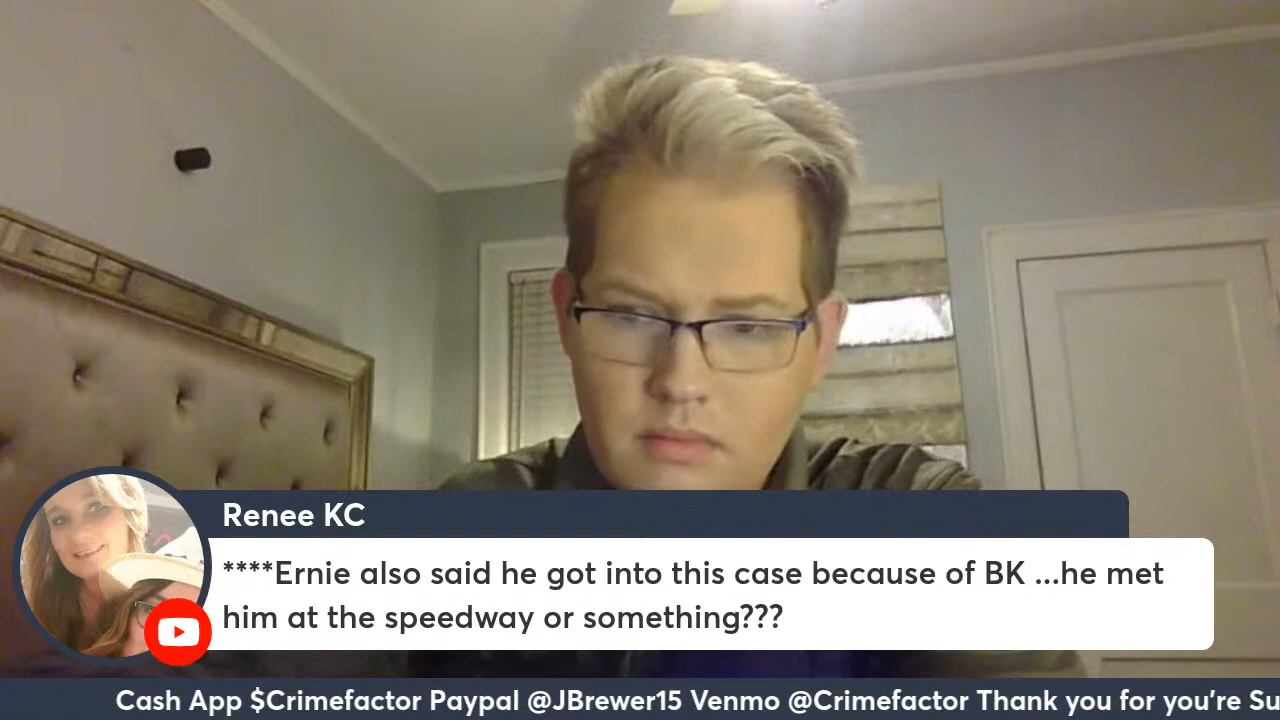 Renee KC
****Ernie also said he got into this case because of BK ...he met
him at the speedway or something???
Cash App $Crimefactor Paypal @JBrewer15 Venmo @Crimefactor Thank you for you're Su